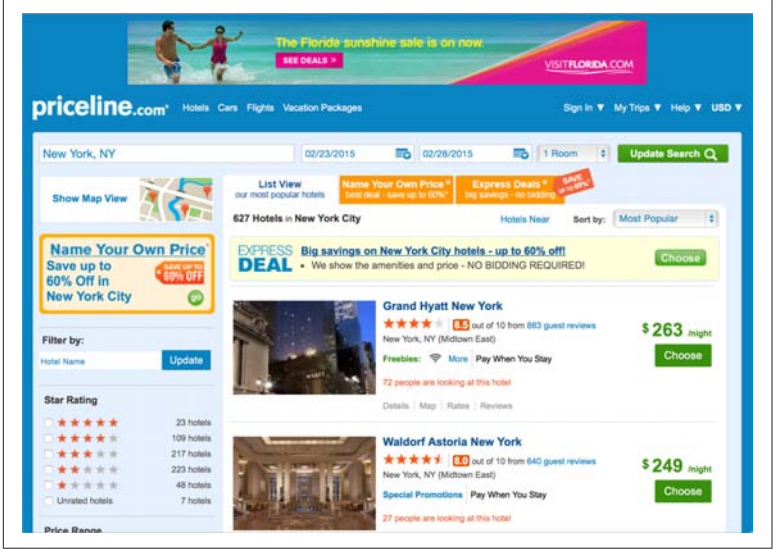 The Florida sunshine sale is on now.
SEE DEALS »
VISITFLORIDA.COM
priceline.com® Hotels Cars Flights Vacation Packages Sign In ▼ My Trips ▼ Help ▼ USD ▼
New York, NY 02/23/2015 02/28/2015 1 Room Update Search
Show Map View
List View
our most popular hotels
Name Your Own Price®
best deal - save up to 60%*
Express Deals®
big savings - no bidding
SAVE
UP TO 60%*
627 Hotels in New York City Hotels Near Sort by: Most Popular
Name Your Own Price®
Save up to
60% Off in
New York City
SAVE UP TO
60% OFF
go
EXPRESS
DEAL
Big savings on New York City hotels - up to 60% off!
• We show the amenities and price - NO BIDDING REQUIRED!
Choose
Filter by:
Hotel Name Update
Star Rating
23 hotels
109 hotels
217 hotels
223 hotels
48 hotels
Unrated hotels 7 hotels
Price Range
Grand Hyatt New York
8.5 out of 10 from 883 guest reviews
New York, NY (Midtown East)
Freebies: More Pay When You Stay
72 people are looking at this hotel
Details Map Rates Reviews
$263 /night
Choose
Waldorf Astoria New York
8.0 out of 10 from 640 guest reviews
New York, NY (Midtown East)
Special Promotions Pay When You Stay
27 people are looking at this hotel
$249 /night
Choose